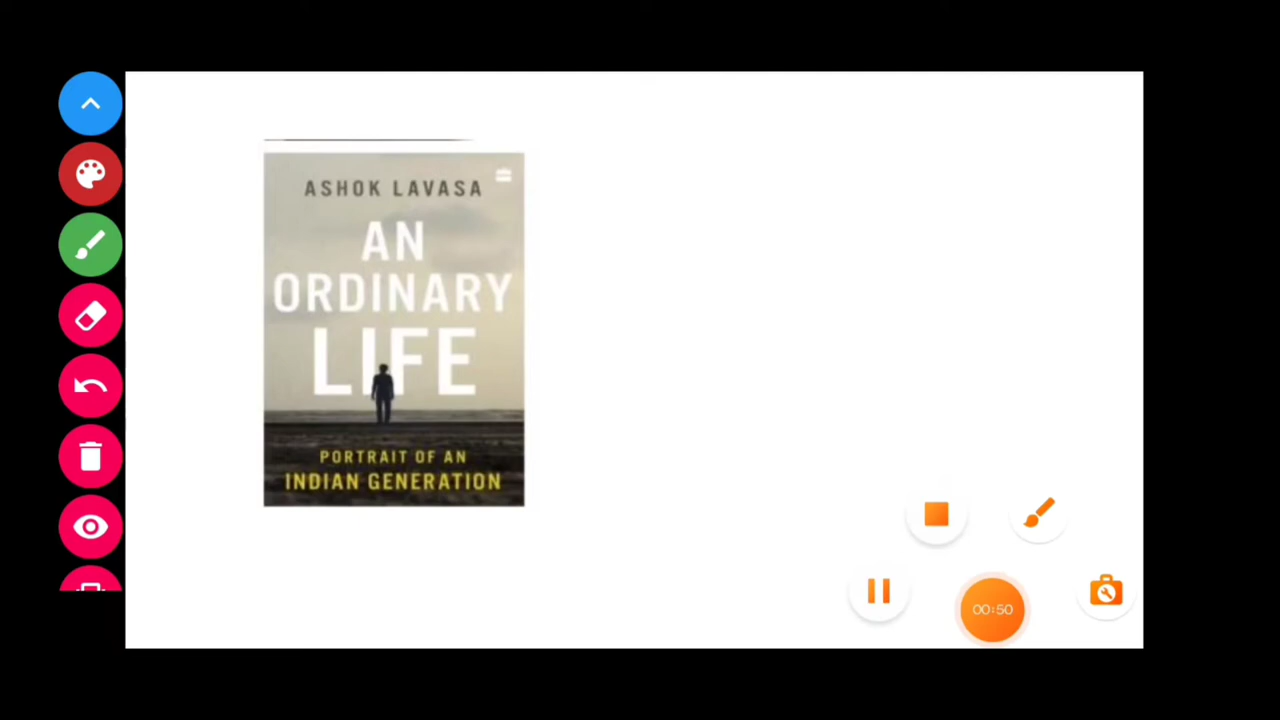 ASHOK LAVASA
AN
ORDINARY
LIFE
PORTRAIT OF AN
INDIAN GENERATION
00:50